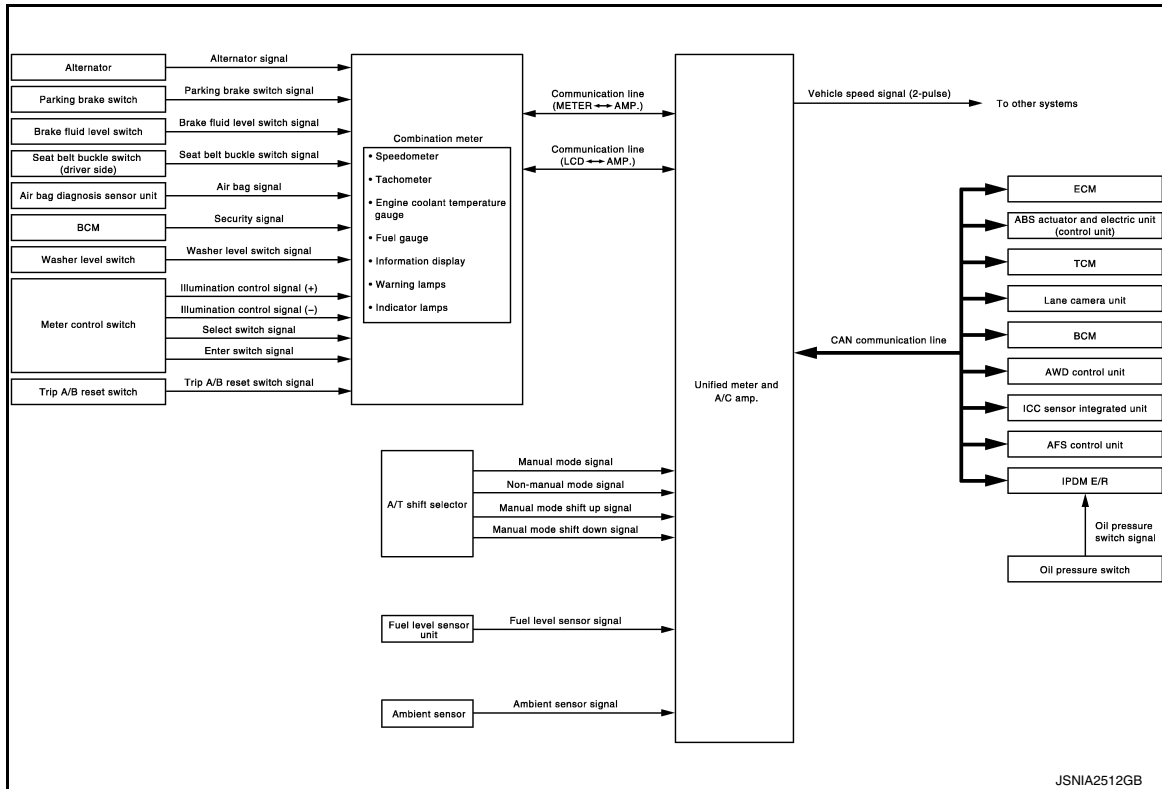 Alternator
Alternator signal
Parking brake switch
Parking brake switch signal
Brake fluid level switch
Brake fluid level switch signal
Seat belt buckle switch
(driver side)
Seat belt buckle switch signal
Air bag diagnosis sensor unit
Air bag signal
BCM
Security signal
Washer level switch
Washer level switch signal
Meter control switch
Illumination control signal (+)
Illumination control signal (−)
Select switch signal
Enter switch signal
Trip A/B reset switch
Trip A/B reset switch signal
Combination meter
• Speedometer
• Tachometer
• Engine coolant temperature
gauge
• Fuel gauge
• Information display
• Warning lamps
• Indicator lamps
Communication line
(METER ↔ AMP.)
Communication line
(LCD ↔ AMP.)
A/T shift selector
Manual mode signal
Non-manual mode signal
Manual mode shift up signal
Manual mode shift down signal
Fuel level sensor
unit
Fuel level sensor signal
Ambient sensor
Ambient sensor signal
Unified meter and
A/C amp.
Vehicle speed signal (2-pulse)
To other systems
CAN communication line
ECM
ABS actuator and electric unit
(control unit)
TCM
Lane camera unit
BCM
AWD control unit
ICC sensor integrated unit
AFS control unit
IPDM E/R
Oil pressure
switch signal
Oil pressure switch
JSNIA2512GB